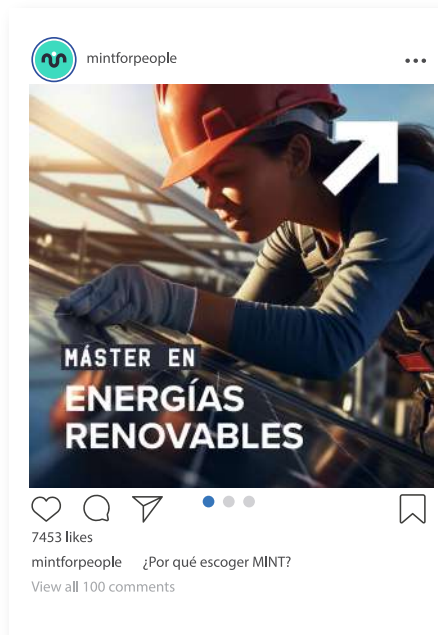 mintforpeople
MÁSTER EN
ENERGÍAS
RENOVABLES
7453 likes
mintforpeople ¿Por qué escoger MINT?
View all 100 comments